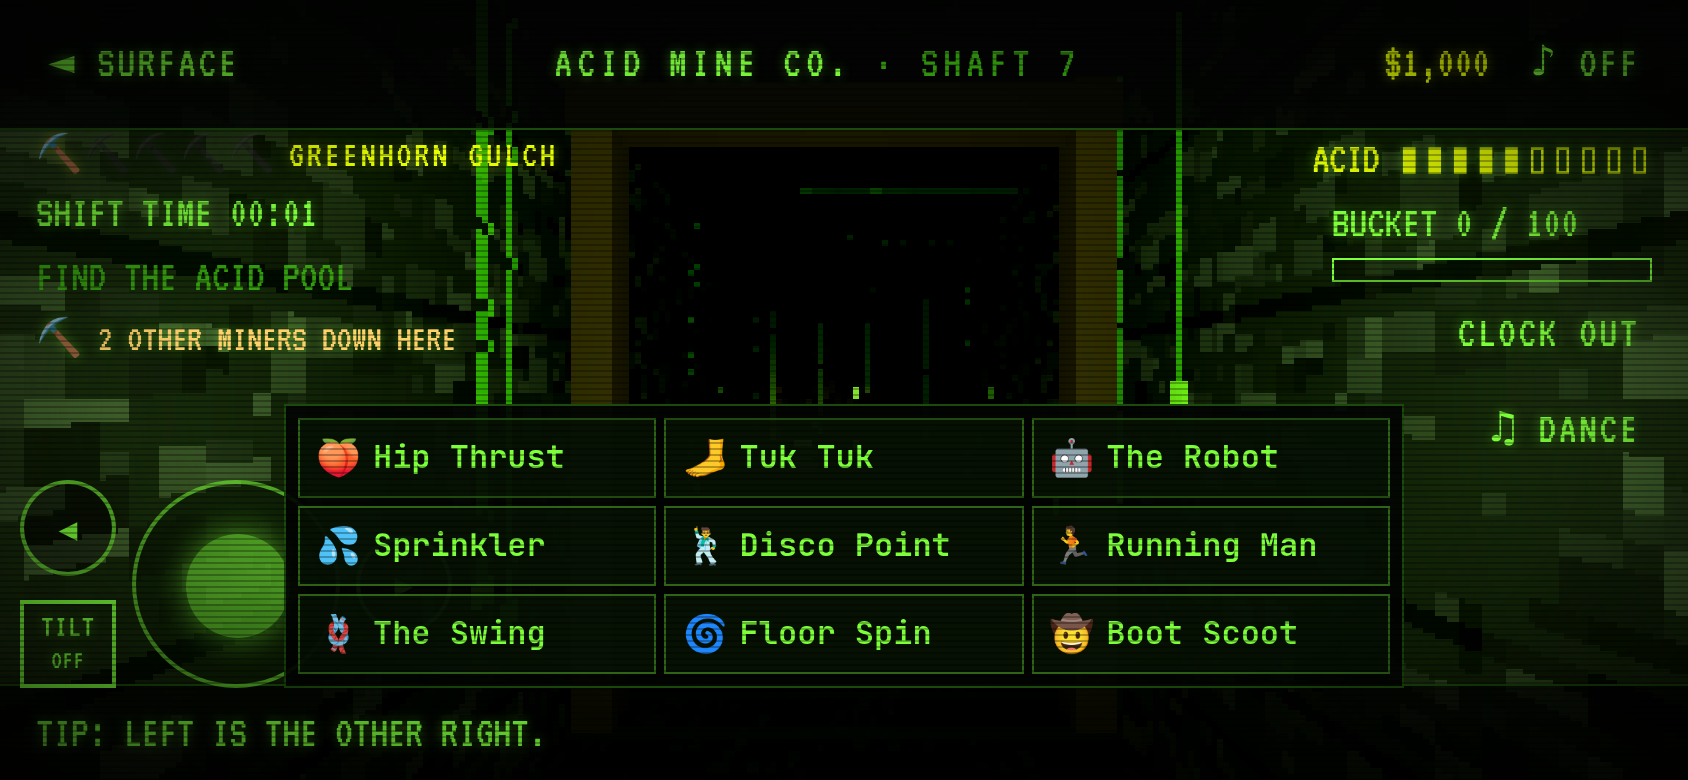 ◄ SURFACE
ACID MINE CO. · SHAFT 7
$1,000
♪ OFF
GREENHORN GULCH
ACID
SHIFT TIME 00:01
BUCKET 0 / 100
FIND THE ACID POOL
2 OTHER MINERS DOWN HERE
CLOCK OUT
♫ DANCE
Hip Thrust
Tuk Tuk
The Robot
Sprinkler
Disco Point
Running Man
The Swing
Floor Spin
Boot Scoot
TILT
OFF
TIP: LEFT IS THE OTHER RIGHT.